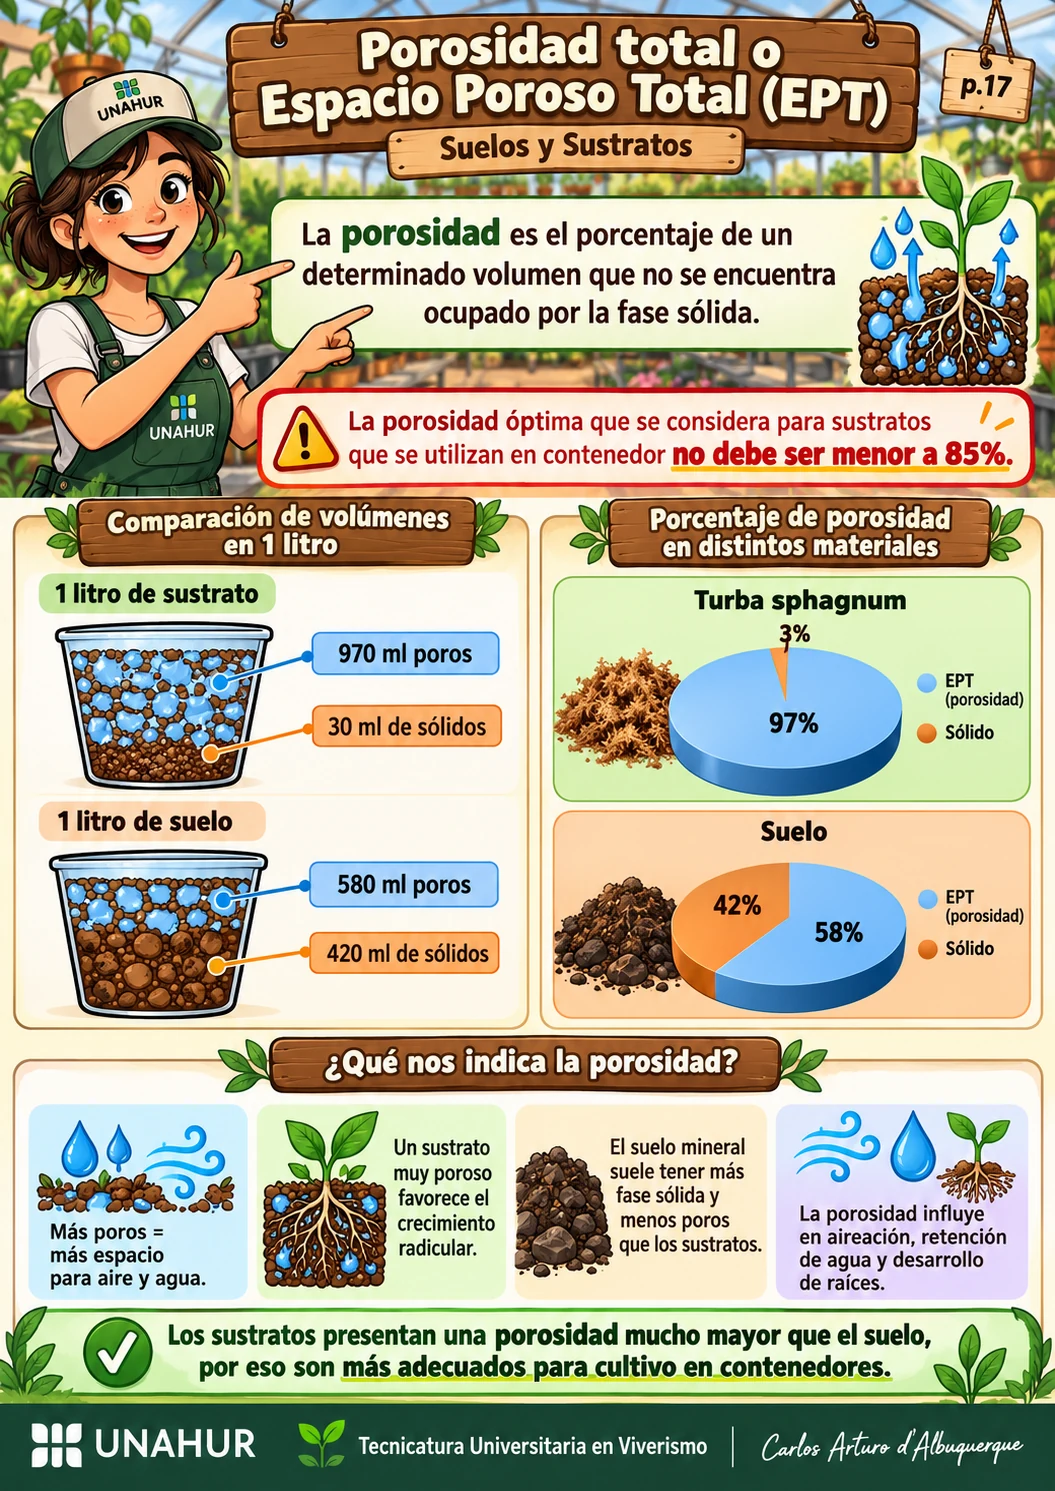 Porosidad total o
Espacio Poroso Total (EPT)
p.17
Suelos y Sustratos
UNAHUR
La porosidad es el porcentaje de un
determinado volumen que no se encuentra
ocupado por la fase sólida.
UNAHUR
La porosidad óptima que se considera para sustratos
que se utilizan en contenedor no debe ser menor a 85%.
Comparación de volúmenes
en 1 litro
1 litro de sustrato
970 ml poros
30 ml de sólidos
1 litro de suelo
580 ml poros
420 ml de sólidos
Porcentaje de porosidad
en distintos materiales
Turba sphagnum
3%
97%
EPT
(porosidad)
Sólido
Suelo
42%
58%
EPT
(porosidad)
Sólido
¿Qué nos indica la porosidad?
Más poros =
más espacio
para aire y agua.
Un sustrato
muy poroso
favorece el
crecimiento
radicular.
El suelo mineral
suele tener más
fase sólida y
menos poros
que los sustratos.
La porosidad influye
en aireación, retención
de agua y desarrollo
de raíces.
Los sustratos presentan una porosidad mucho mayor que el suelo,
por eso son más adecuados para cultivo en contenedores.
UNAHUR
Tecnicatura Universitaria en Viverismo
Carlos Arturo d'Albuquerque